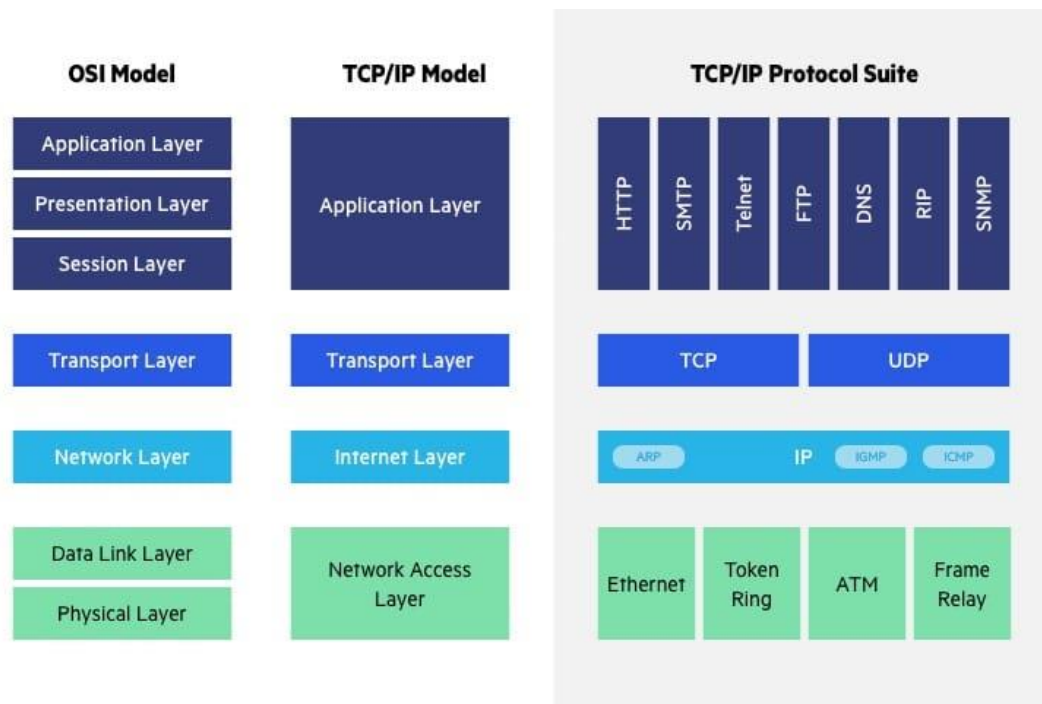 OSI Model
TCP/IP Model
TCP/IP Protocol Suite
Application Layer
Presentation Layer
Session Layer
Application Layer
HTTP
SMTP
Telnet
FTP
DNS
RIP
SNMP
Transport Layer
Transport Layer
TCP
UDP
Network Layer
Internet Layer
ARP
IP
IGMP
ICMP
Data Link Layer
Physical Layer
Network Access
Layer
Ethernet
Token
Ring
ATM
Frame
Relay